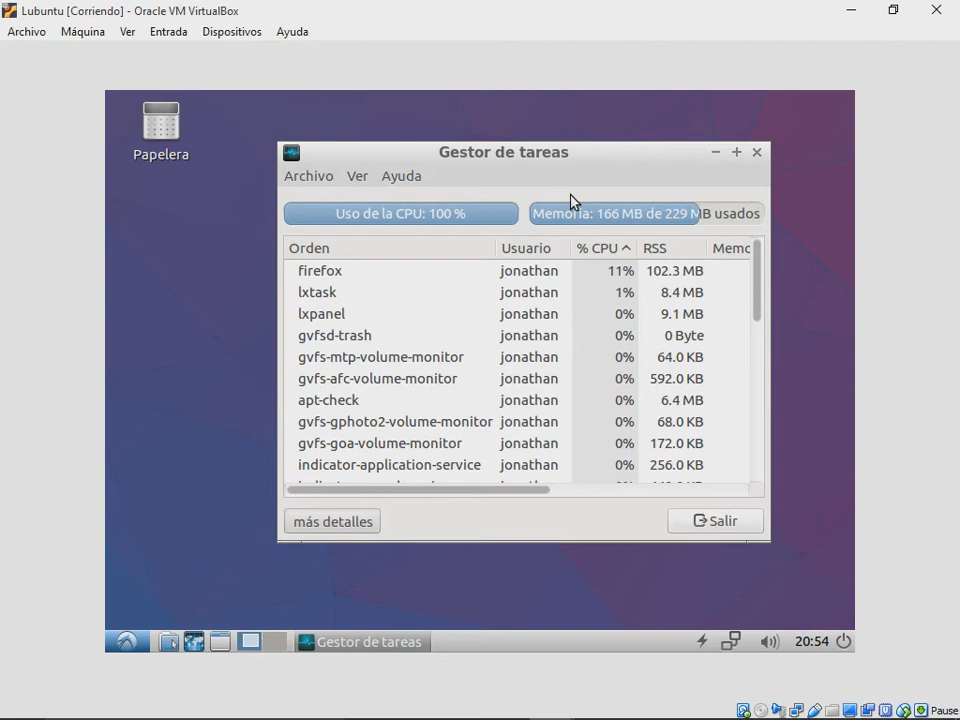 Lubuntu [Corriendo] - Oracle VM VirtualBox
Archivo Máquina Ver Entrada Dispositivos Ayuda
Papelera
Gestor de tareas
Archivo Ver Ayuda
Uso de la CPU: 100 % Memoria: 166 MB de 229 MB usados
Orden Usuario % CPU RSS Memo
firefox jonathan 11% 102.3 MB
lxtask jonathan 1% 8.4 MB
lxpanel jonathan 0% 9.1 MB
gvfsd-trash jonathan 0% 0 Byte
gvfs-mtp-volume-monitor jonathan 0% 64.0 KB
gvfs-afc-volume-monitor jonathan 0% 592.0 KB
apt-check jonathan 0% 6.4 MB
gvfs-gphoto2-volume-monitor jonathan 0% 68.0 KB
gvfs-goa-volume-monitor jonathan 0% 172.0 KB
indicator-application-service jonathan 0% 256.0 KB
más detalles Salir
Gestor de tareas 20:54
Pause